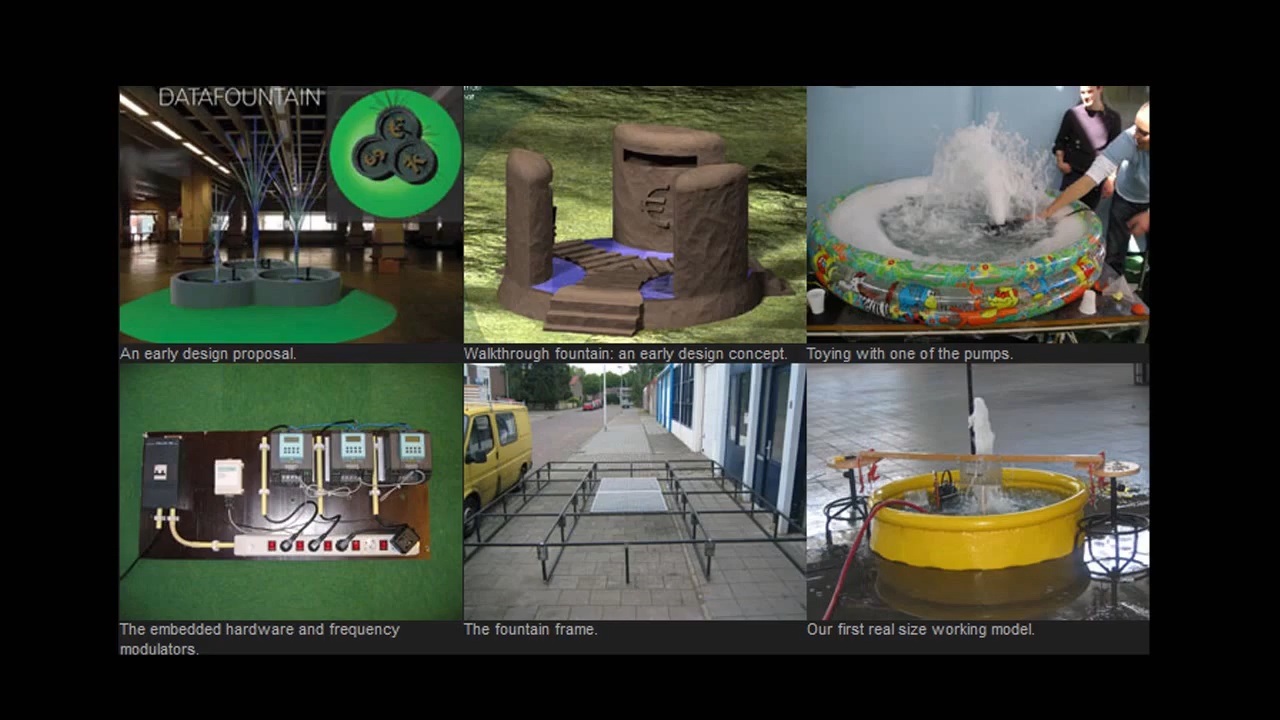 DATAFOUNTAIN
An early design proposal.
Walkthrough fountain: an early design concept.
Toying with one of the pumps.
The embedded hardware and frequency
modulators.
The fountain frame.
Our first real size working model.